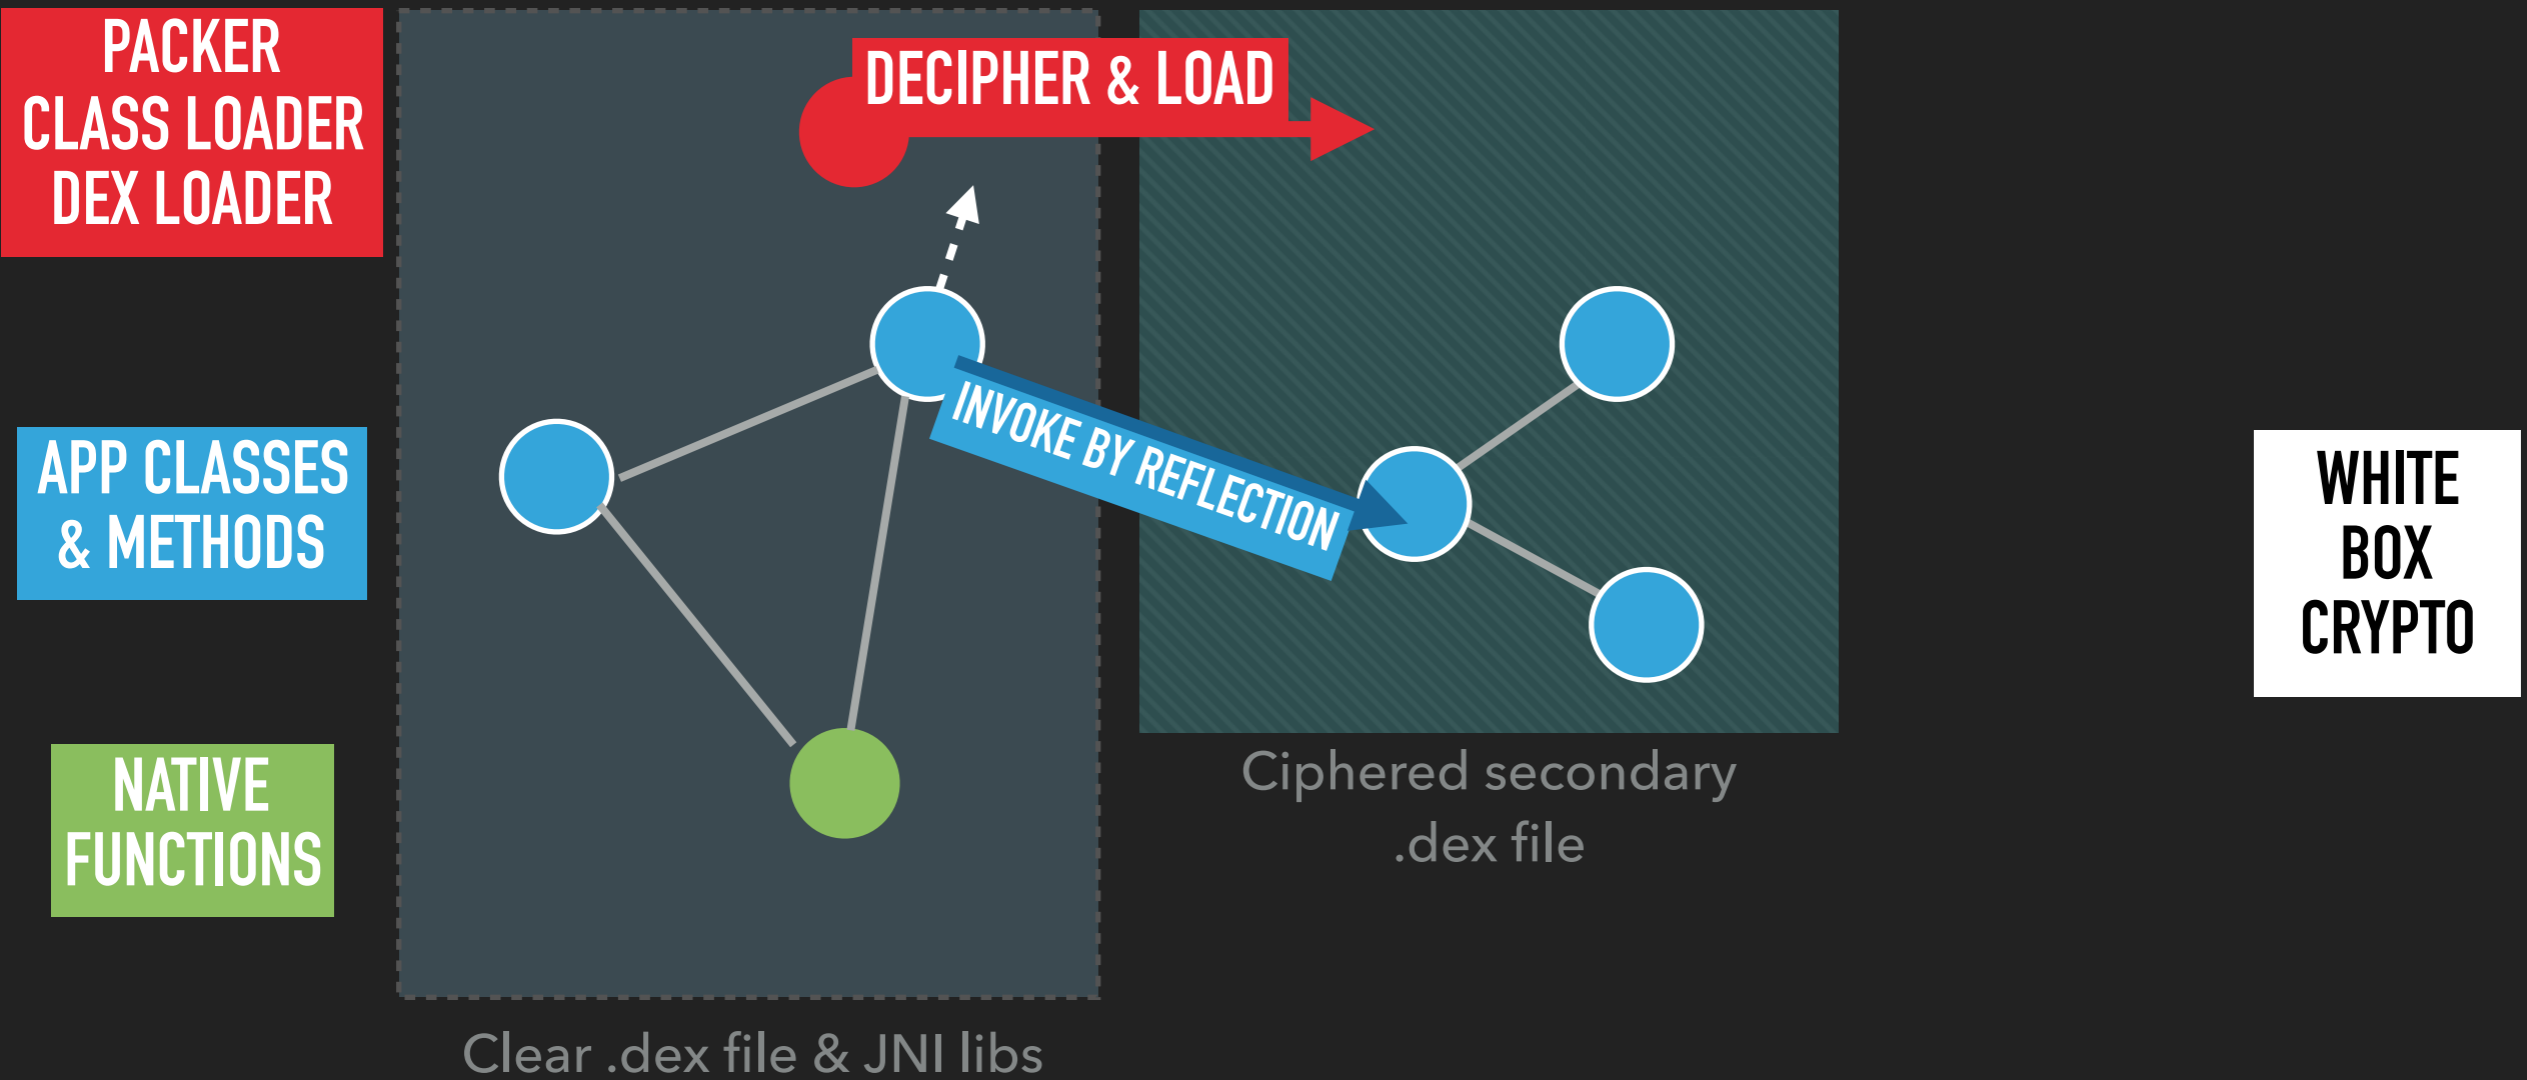 PACKER
CLASS LOADER
DEX LOADER
DECIPHER & LOAD
APP CLASSES
& METHODS
INVOKE BY REFLECTION
WHITE
BOX
CRYPTO
NATIVE
FUNCTIONS
Ciphered secondary
.dex file
Clear .dex file & JNI libs